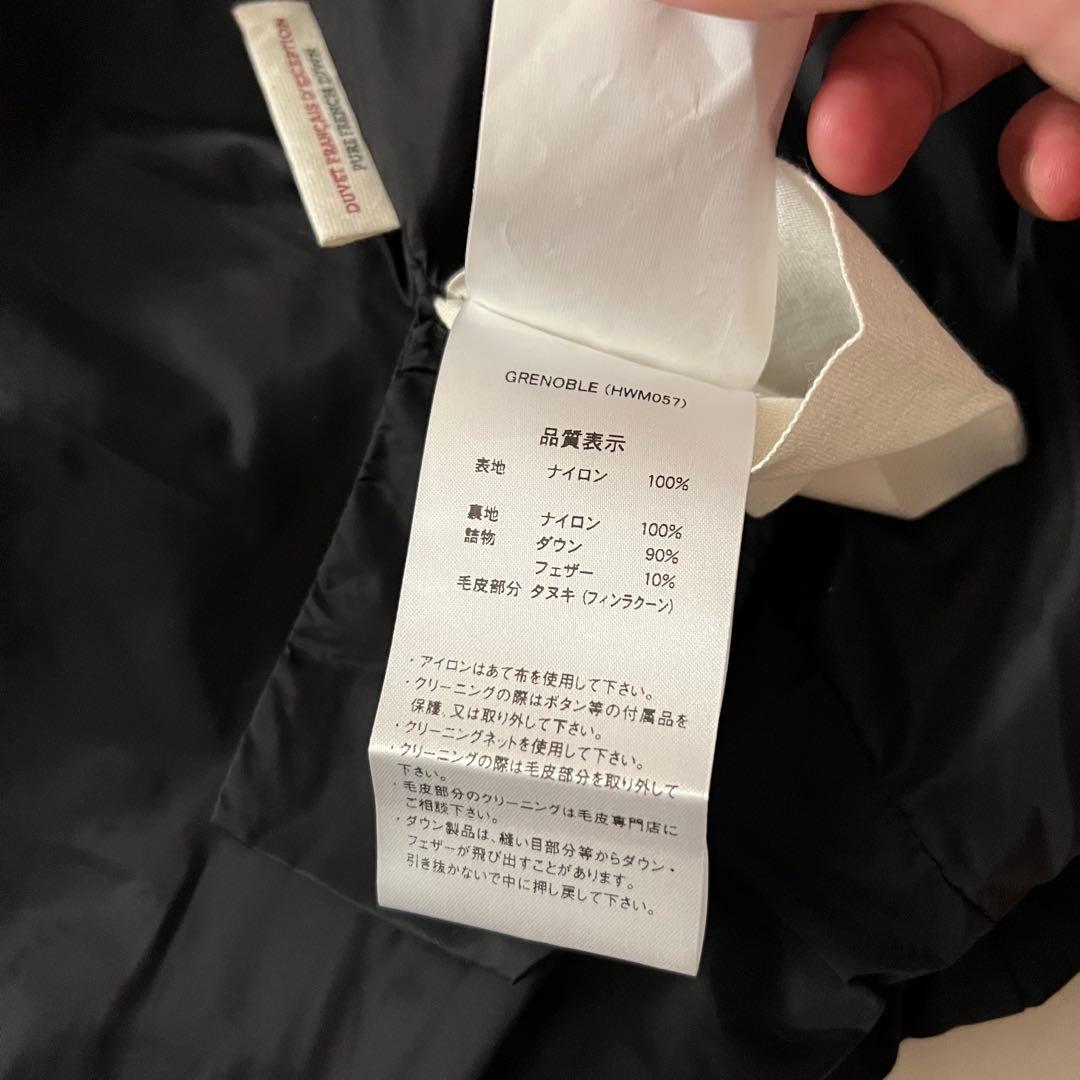 DUVET FRANÇAIS D'EXCEPTION
PURE FRENCH DOWN
GRENOBLE (HWM057)
品質表示
表地 ナイロン 100%
裏地 ナイロン 100%
詰物 ダウン 90%
フェザー 10%
毛皮部分 タヌキ (フィンラクーン)
・アイロンはあて布を使用して下さい。
・クリーニングの際はボタン等の付属品を
保護、又は取り外して下さい。
・クリーニングネットを使用して下さい。
・クリーニングの際は毛皮部分を取り外して
下さい。
・毛皮部分のクリーニングは毛皮専門店に
ご相談下さい。
・ダウン製品は、縫い目部分等からダウン・
フェザーが飛び出すことがあります。
引き抜かないで中に押し戻して下さい。